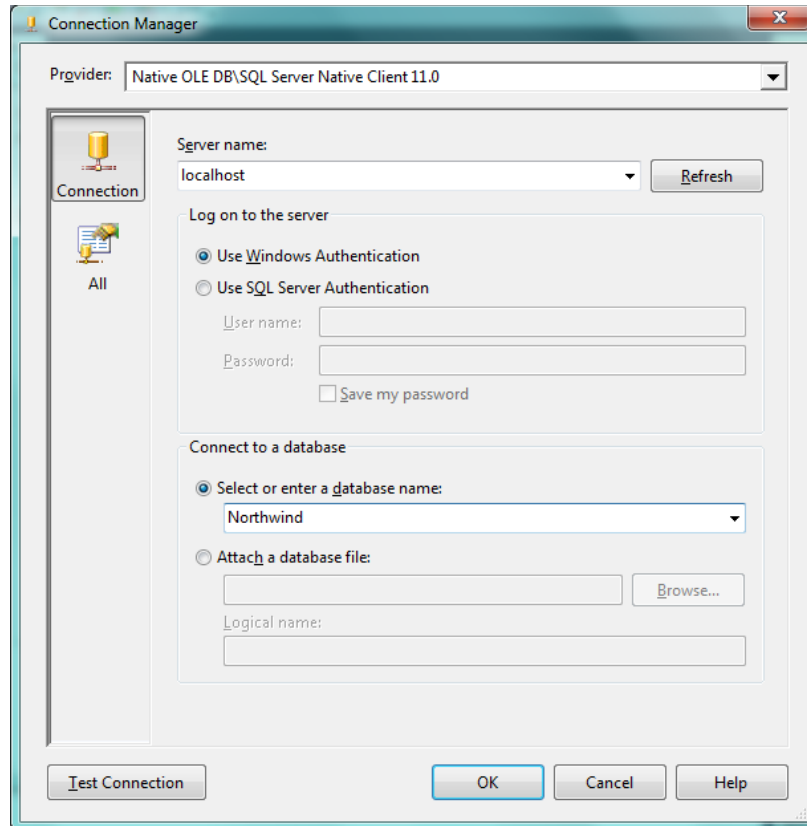 Connection Manager
Provider: Native OLE DB\SQL Server Native Client 11.0
Connection
All
Server name:
localhost
Refresh
Log on to the server
Use Windows Authentication
Use SQL Server Authentication
User name:
Password:
Save my password
Connect to a database
Select or enter a database name:
Northwind
Attach a database file:
Browse...
Logical name:
Test Connection
OK
Cancel
Help